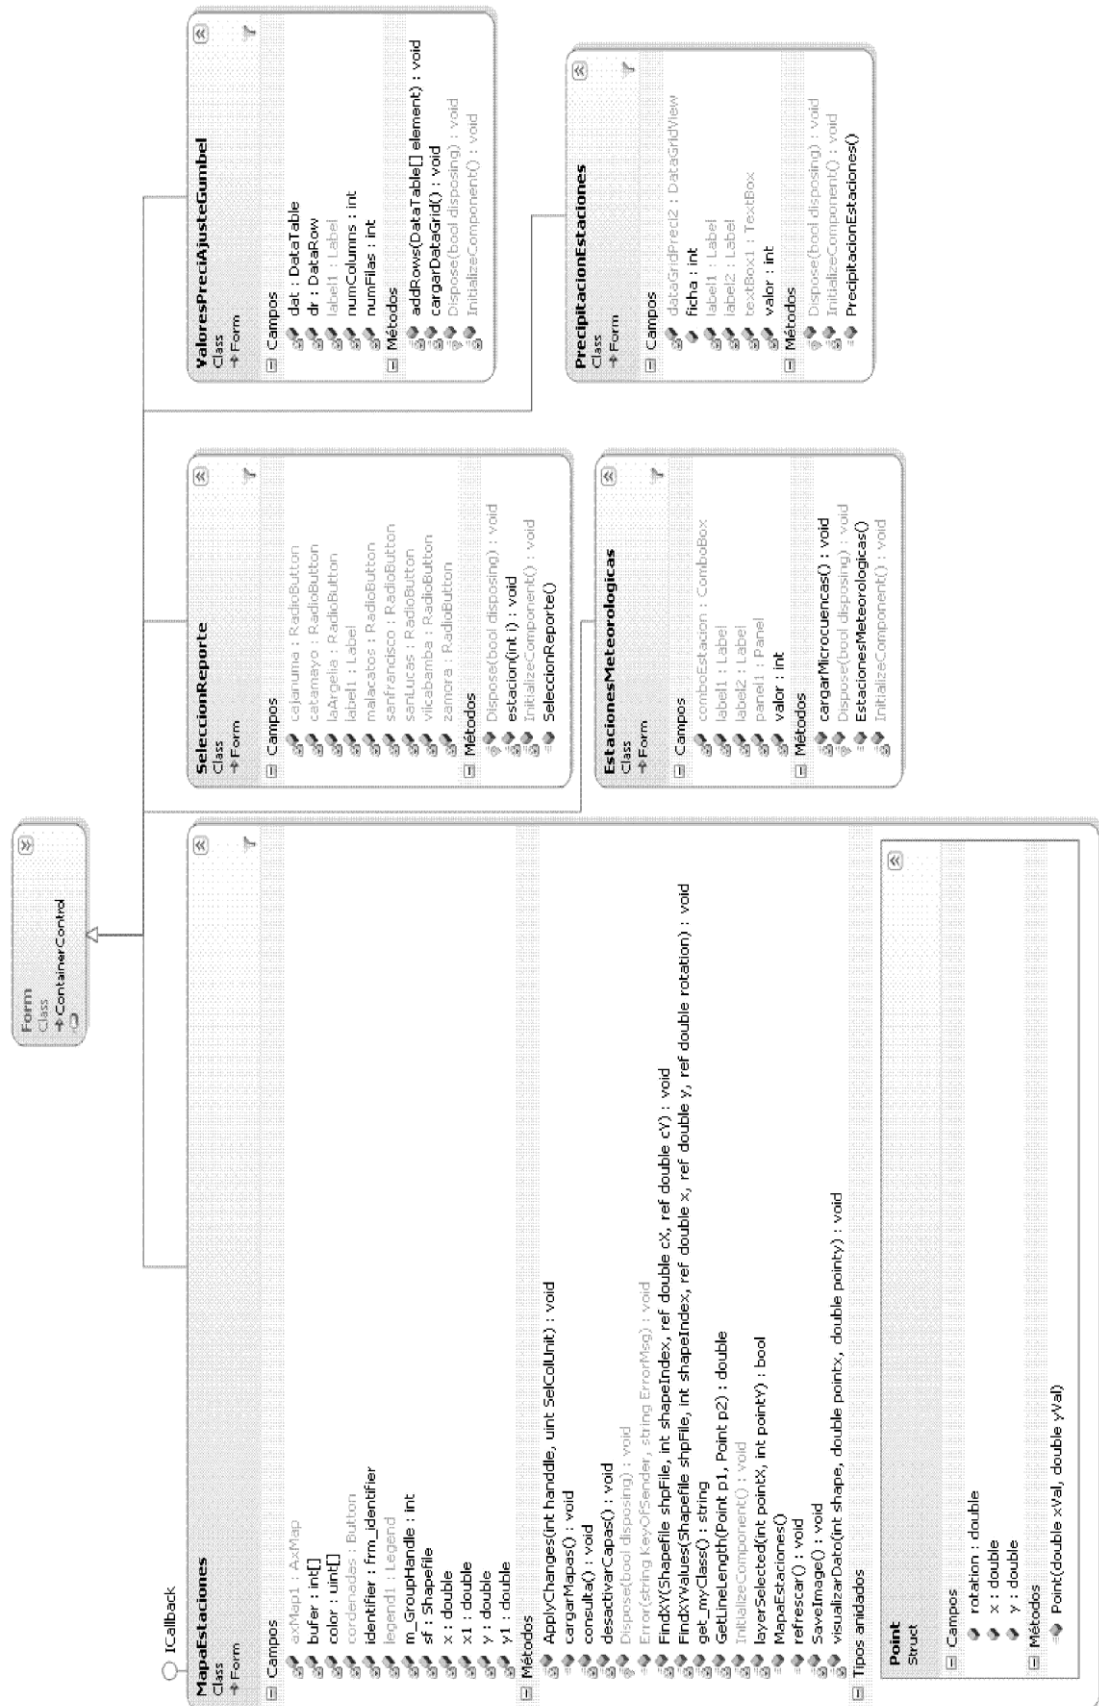 Form
Class
ContainerControl
ICallback
MapaEstaciones
Class
Form
Campos
axMap1 : AxMap
bufer : int[]
color : uint[]
cordenadas : Button
identifier : frm_identifier
legend1 : Legend
m_GroupHandle : int
sf : Shapefile
x : double
x1 : double
y : double
y1 : double
Métodos
ApplyChanges(int handdle, uint SelColUnit) : void
cargarMapas() : void
consulta() : void
desactivarCapas() : void
Dispose(bool disposing) : void
Error(string KeyOfSender, string ErrorMsg) : void
FindXY(Shapefile shpFile, int shapeIndex, ref double cX, ref double cY) : void
FindXYValues(Shapefile shpFile, int shapeIndex, ref double x, ref double y, ref double rotation) : void
get_myClass() : string
GetLineLength(Point p1, Point p2) : double
InitializeComponent() : void
layerSelected(int pointX, int pointY) : bool
MapaEstaciones()
refrescar() : void
SaveImage() : void
visualizarDato(int shape, double pointx, double pointy) : void
Tipos anidados
Point
Struct
Campos
rotation : double
x : double
y : double
Métodos
Point(double xVal, double yVal)
SeleccionReporte
Class
Form
Campos
cajanuma : RadioButton
catamayo : RadioButton
laArgelia : RadioButton
label1 : Label
malacatos : RadioButton
sanfrancisco : RadioButton
sanLucas : RadioButton
vilcabamba : RadioButton
zamora : RadioButton
Métodos
Dispose(bool disposing) : void
estacion(int i) : void
InitializeComponent() : void
SeleccionReporte()
EstacionesMeteorologicas
Class
Form
Campos
comboEstacion : ComboBox
label1 : Label
label2 : Label
panel1 : Panel
valor : int
Métodos
cargarMicrocuencas() : void
Dispose(bool disposing) : void
EstacionesMeteorologicas()
InitializeComponent() : void
ValoresPreciAjusteGumbel
Class
Form
Campos
dat : DataTable
dr : DataRow
label1 : Label
numColumns : int
numFilas : int
Métodos
addRows(DataTable[] element) : void
cargarDataGrid() : void
Dispose(bool disposing) : void
InitializeComponent() : void
PrecipitacionEstaciones
Class
Form
Campos
dataGridPreci2 : DataGridView
ficha : int
label1 : Label
label2 : Label
textBox1 : TextBox
valor : int
Métodos
Dispose(bool disposing) : void
InitializeComponent() : void
PrecipitacionEstaciones()